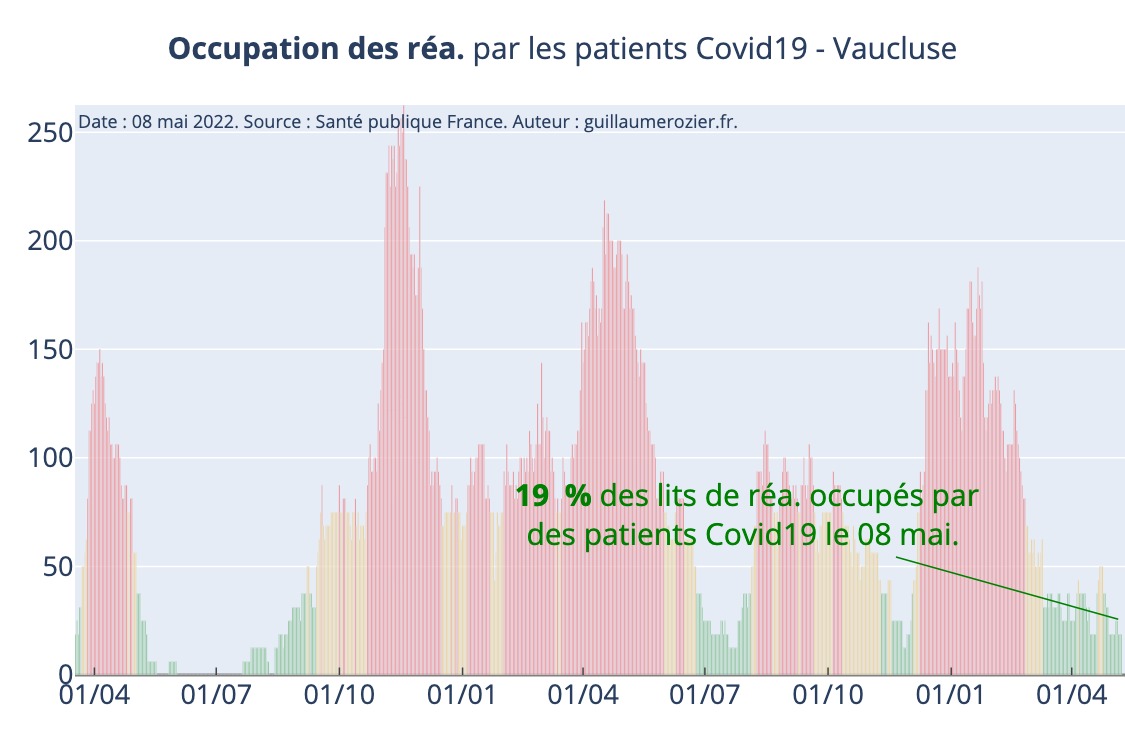 Occupation des réa. par les patients Covid19 - Vaucluse
Date : 08 mai 2022. Source : Santé publique France. Auteur : guillaumerozier.fr.
250
200
150
100
50
0
19 % des lits de réa. occupés par
des patients Covid19 le 08 mai.
01/04 01/07 01/10 01/01 01/04 01/07 01/10 01/01 01/04